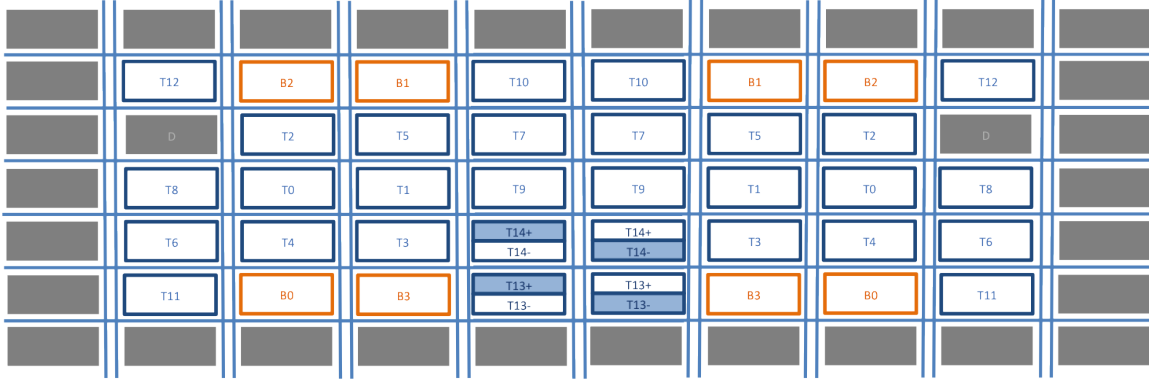 T12 B2 B1 T10 T10 B1 B2 T12
D T2 T5 T7 T7 T5 T2 D
T8 T0 T1 T9 T9 T1 T0 T8
T6 T4 T3 T14+ T14+ T3 T4 T6
T14- T14-
T11 B0 B3 T13+ T13+ B3 B0 T11
T13- T13-